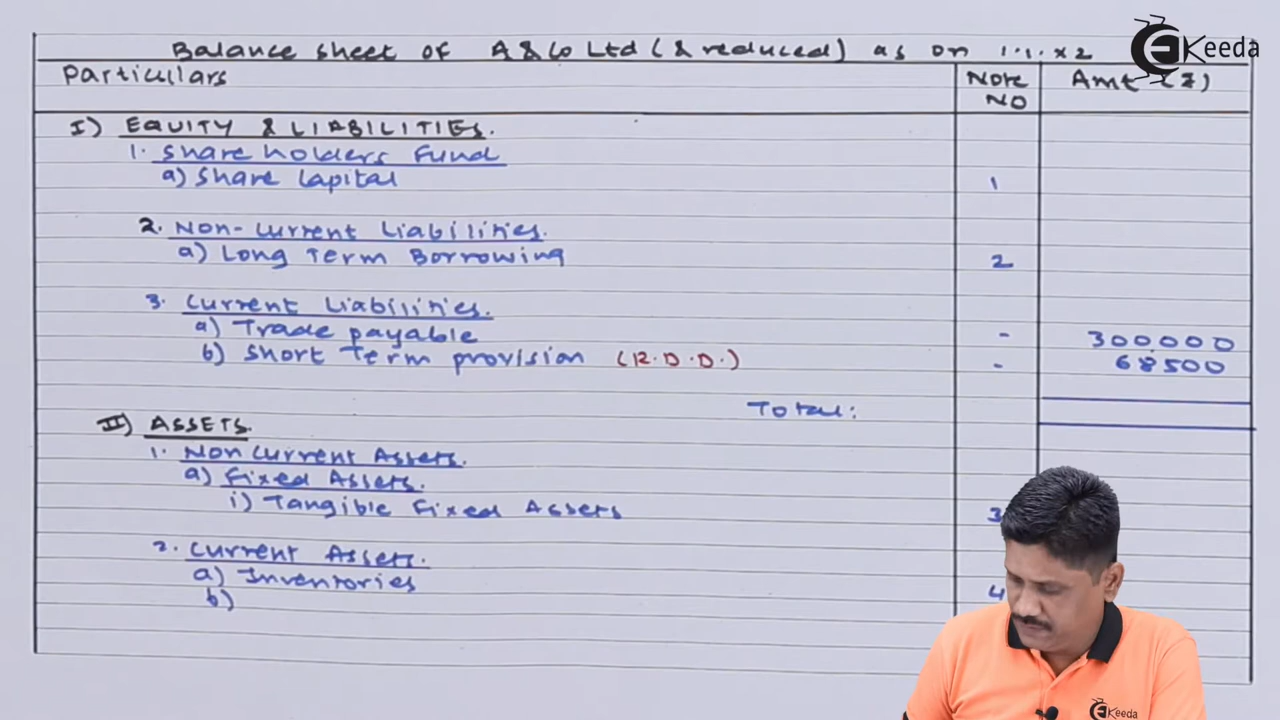 Balance sheet of A & Co Ltd (& reduced) as on 1.1.x2
Ekeeda
Particulars Note NO Amt (₹)
I) EQUITY & LIABILITIES.
1. Share holders Fund
a) Share Capital 1
2. Non-Current Liabilities.
a) Long Term Borrowing 2
3. Current Liabilities.
a) Trade payable - 300000
b) Short Term provision (R.D.D.) - 68500
Total:
II) ASSETS.
1. Non Current Assets.
a) Fixed Assets.
i) Tangible Fixed Assets 3
2. Current Assets.
a) Inventories 4
b)
Ekeeda